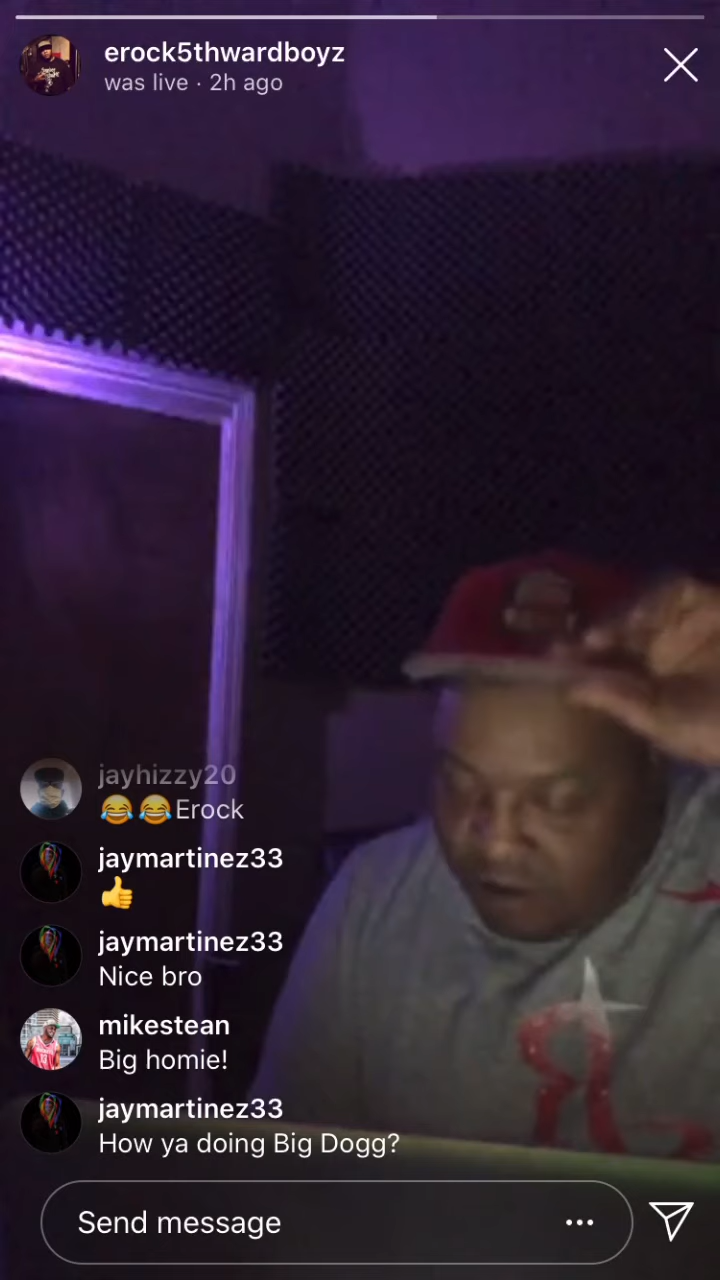 erock5thwardboyz
was live · 2h ago
jayhizzy20
😂😂Erock
jaymartinez33
👍
jaymartinez33
Nice bro
mikestean
Big homie!
jaymartinez33
How ya doing Big Dogg?
Send message